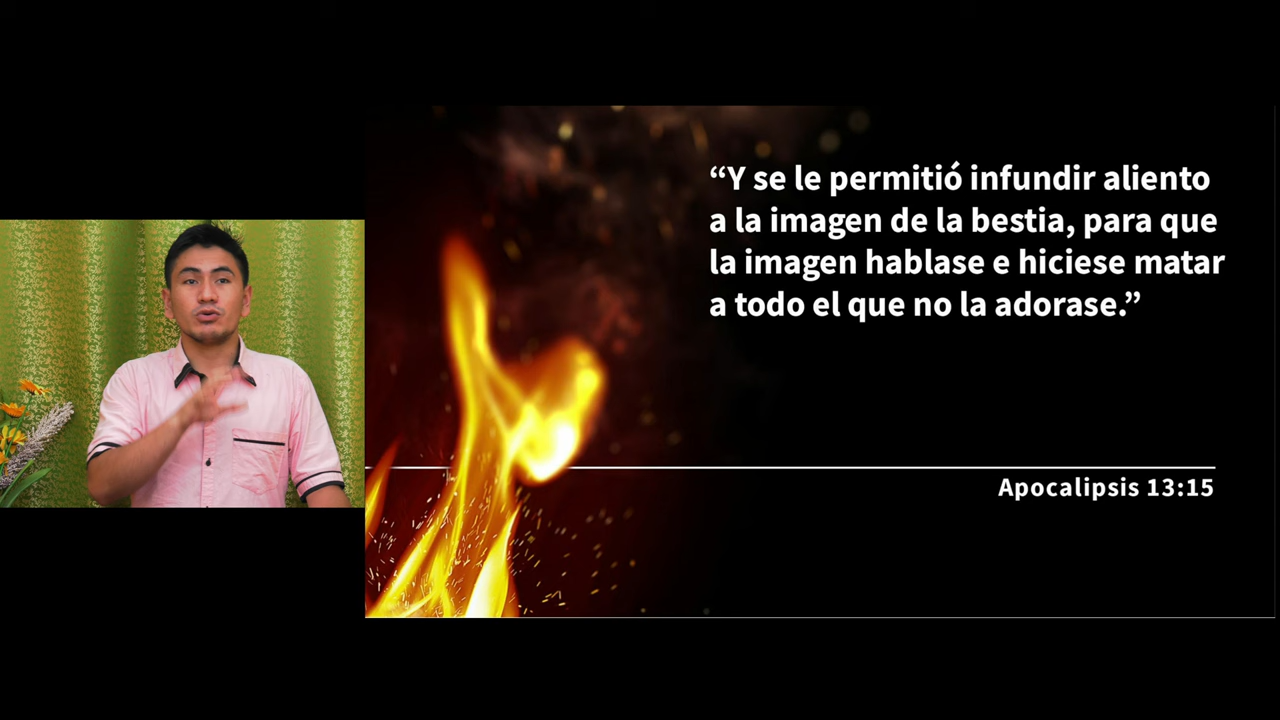 “Y se le permitió infundir aliento
a la imagen de la bestia, para que
la imagen hablase e hiciese matar
a todo el que no la adorase.”
Apocalipsis 13:15